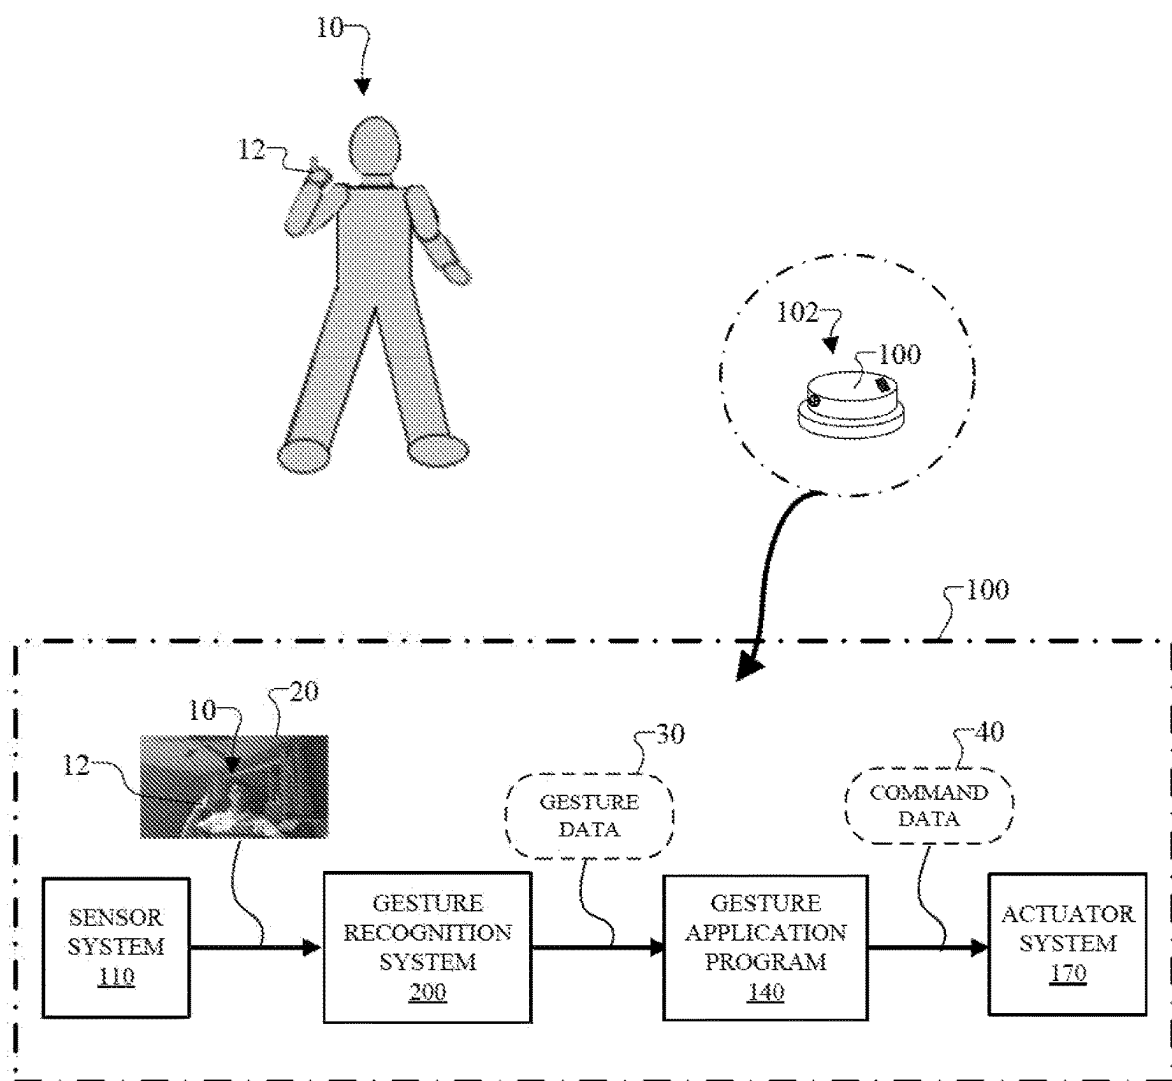 10
12
102
100
100
10
20
12
30
40
GESTURE
DATA
COMMAND
DATA
SENSOR
SYSTEM
110
GESTURE
RECOGNITION
SYSTEM
200
GESTURE
APPLICATION
PROGRAM
140
ACTUATOR
SYSTEM
170